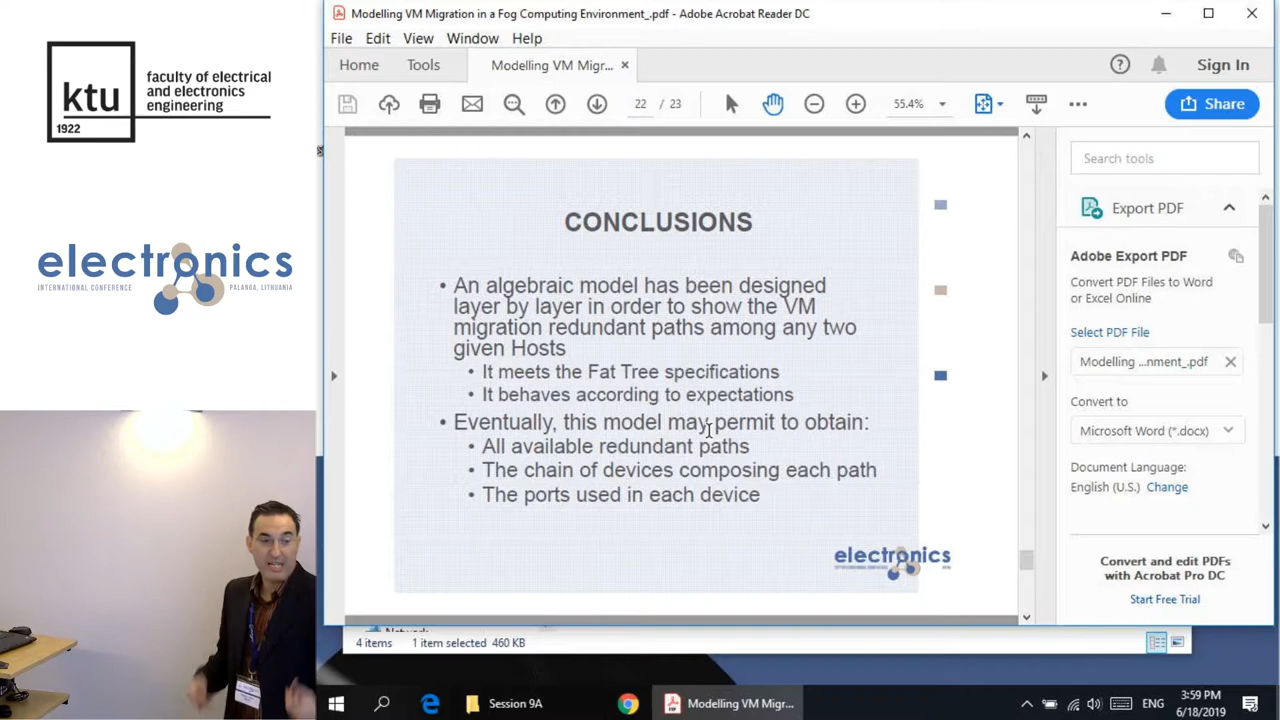 ktu
1922
faculty of electrical
and electronics
engineering
electronics
INTERNATIONAL CONFERENCE
PALANGA, LITHUANIA
Modelling VM Migration in a Fog Computing Environment_.pdf - Adobe Acrobat Reader DC
File Edit View Window Help
Home Tools Modelling VM Migr... × Sign In
22 / 23 55.4% Share
CONCLUSIONS
• An algebraic model has been designed
layer by layer in order to show the VM
migration redundant paths among any two
given Hosts
• It meets the Fat Tree specifications
• It behaves according to expectations
• Eventually, this model may permit to obtain:
• All available redundant paths
• The chain of devices composing each path
• The ports used in each device
electronics
Search tools
Export PDF
Adobe Export PDF
Convert PDF Files to Word
or Excel Online
Select PDF File
Modelling ...nment_.pdf
Convert to
Microsoft Word (*.docx)
Document Language:
English (U.S.) Change
Convert and edit PDFs
with Acrobat Pro DC
Start Free Trial
Network
4 items 1 item selected 460 KB
Session 9A
Modelling VM Migr...
ENG
3:59 PM
6/18/2019